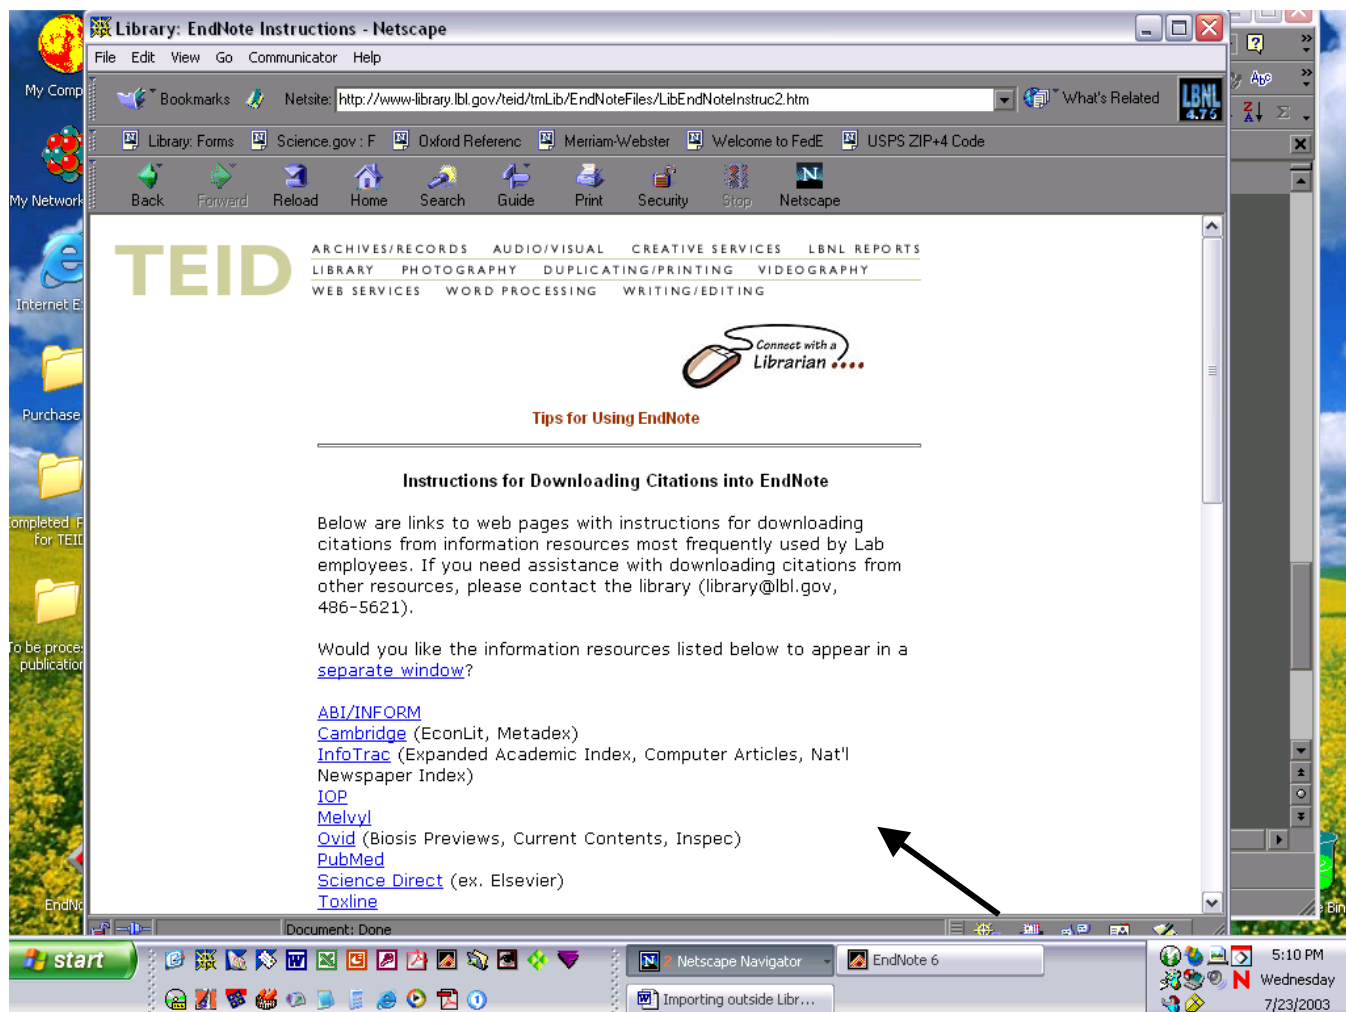 Library: EndNote Instructions - Netscape
File Edit View Go Communicator Help
My Comp
Bookmarks Netsite: http://www-library.lbl.gov/teid/tmLib/EndNoteFiles/LibEndNoteInstruc2.htm What's Related
LBNL
4.75
Library: Forms Science.gov : F Oxford Referenc Merriam-Webster Welcome to FedE USPS ZIP+4 Code
My Network
Back Forward Reload Home Search Guide Print Security Stop Netscape
TEID
ARCHIVES/RECORDS AUDIO/VISUAL CREATIVE SERVICES LBNL REPORTS
LIBRARY PHOTOGRAPHY DUPLICATING/PRINTING VIDEOGRAPHY
WEB SERVICES WORD PROCESSING WRITING/EDITING
Internet E
Connect with a
Librarian ....
Purchase
Tips for Using EndNote
Instructions for Downloading Citations into EndNote
Below are links to web pages with instructions for downloading
citations from information resources most frequently used by Lab
employees. If you need assistance with downloading citations from
other resources, please contact the library (library@lbl.gov,
486-5621).
ompleted F
for TEID
Would you like the information resources listed below to appear in a
separate window?
o be proce
publication
ABI/INFORM
Cambridge (EconLit, Metadex)
InfoTrac (Expanded Academic Index, Computer Articles, Nat'l
Newspaper Index)
IOP
Melvyl
Ovid (Biosis Previews, Current Contents, Inspec)
PubMed
Science Direct (ex. Elsevier)
Toxline
EndNo
e Bin
Document: Done
start
2 Netscape Navigator
EndNote 6
Importing outside Libr...
5:10 PM
Wednesday
7/23/2003